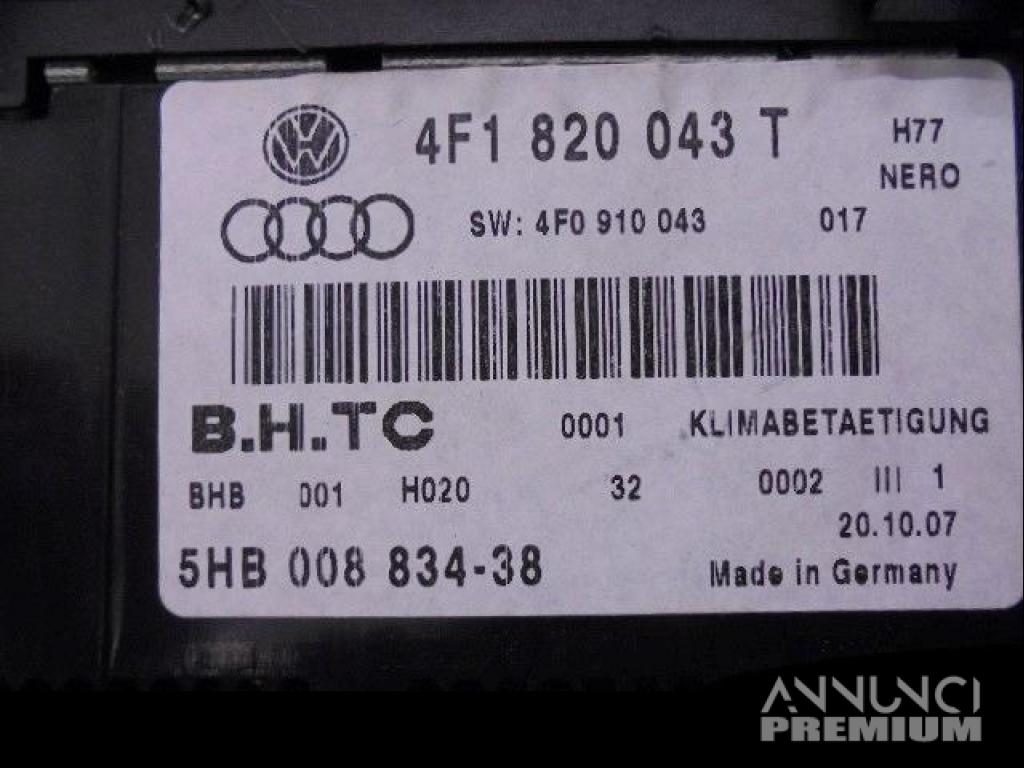 4F1 820 043 T
H77
NERO
SW: 4F0 910 043 017
B.H.TC 0001 KLIMABETAETIGUNG
BHB 001 H020 32 0002 III 1
20.10.07
5HB 008 834-38 Made in Germany
ANNUNCI
PREMIUM